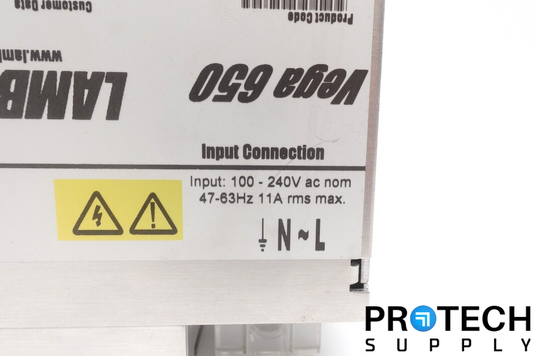 Customer Data
Product Code
www.lam
LAMB
Vega 650
Input Connection
Input: 100 - 240V ac nom
47-63Hz 11A rms max.
N~L
PROTECH
SUPPLY